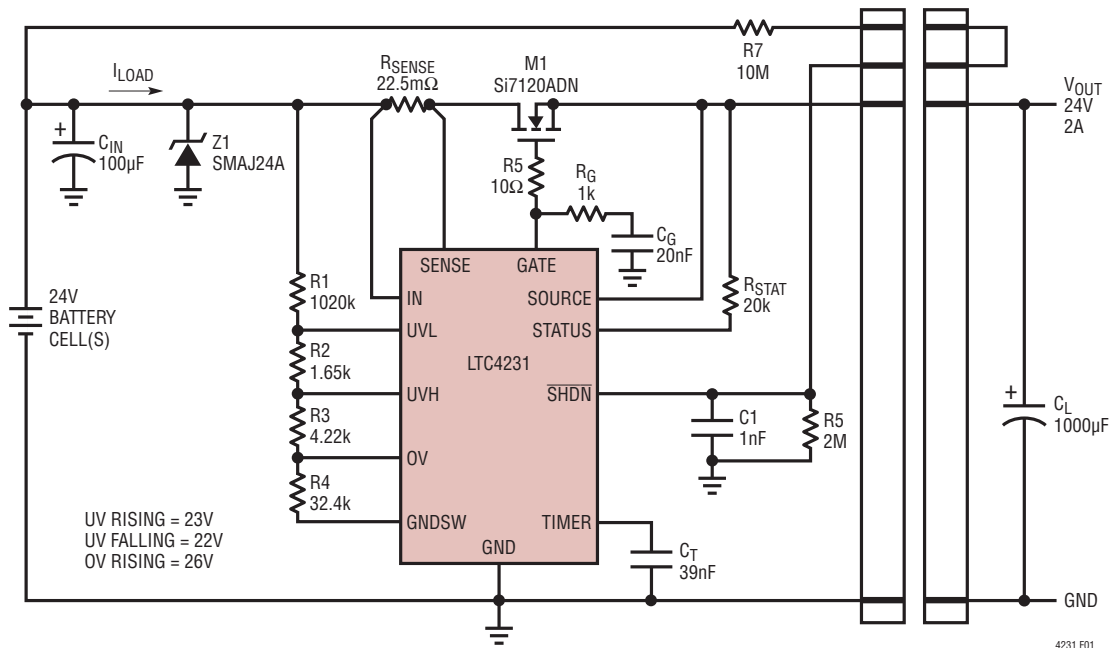 R7
10M
I_LOAD
R_SENSE
22.5mΩ
M1
Si7120ADN
V_OUT
24V
2A
+
C_IN
100µF
Z1
SMAJ24A
R5
10Ω
R_G
1k
C_G
20nF
SENSE
GATE
R1
1020k
IN
SOURCE
R_STAT
20k
24V
BATTERY
CELL(S)
UVL
STATUS
R2
1.65k
LTC4231
UVH
SHDN
+
C_L
1000µF
R3
4.22k
C1
1nF
R5
2M
OV
R4
32.4k
UV RISING = 23V
UV FALLING = 22V
OV RISING = 26V
GNDSW
TIMER
GND
C_T
39nF
GND
4231 F01